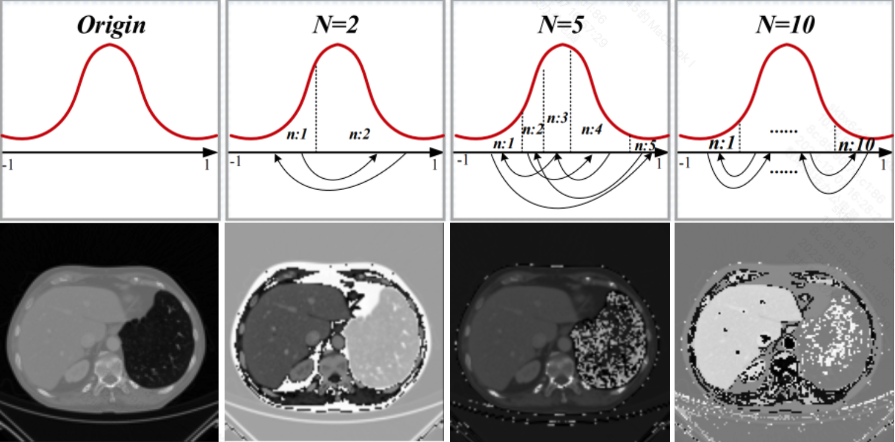 Origin
N=2
N=5
N=10
n:1
n:2
n:1
n:2
n:3
n:4
n:5
n:1
......
n:10
-1
1
-1
1
-1
1
-1
1
......